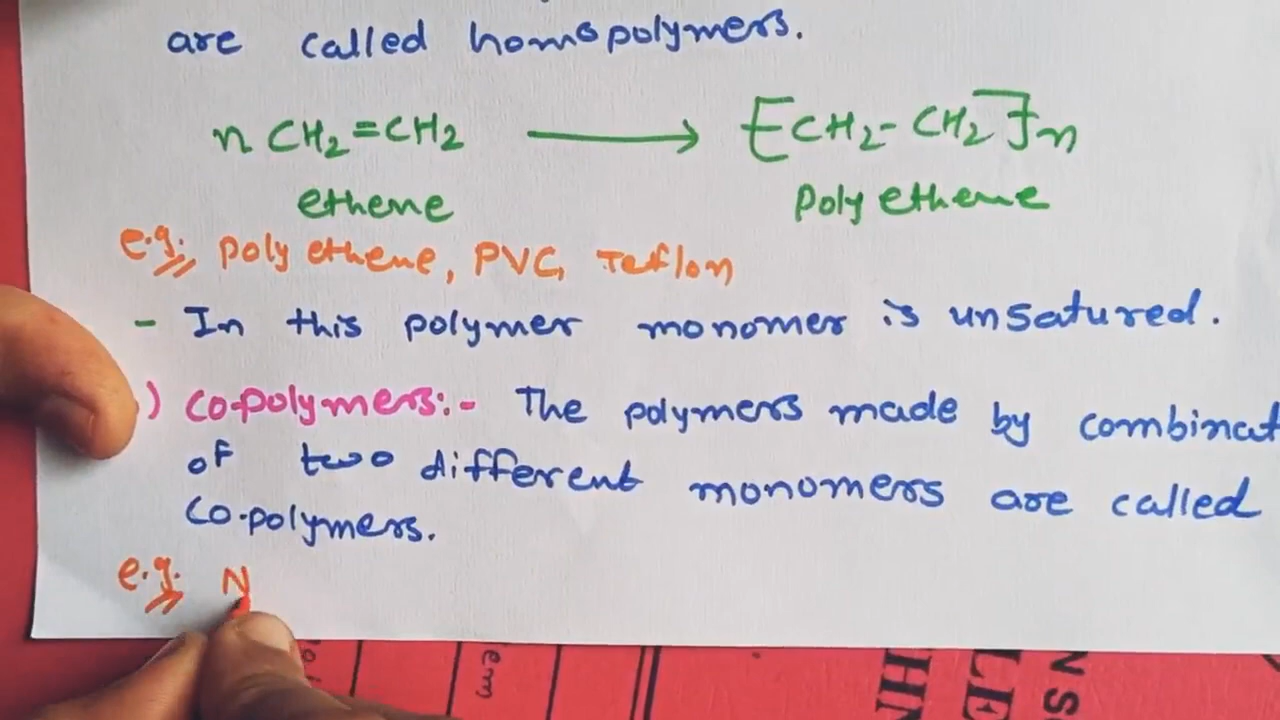 are called homopolymers.
n CH2=CH2 → [CH2-CH2]n
ethene polyethene
e.g. polyethene, PVC, Teflon
- In this polymer monomer is unsatured.
) Co-polymers:- The polymers made by combinat
of two different monomers are called
Co-polymers.
e.g. N
em